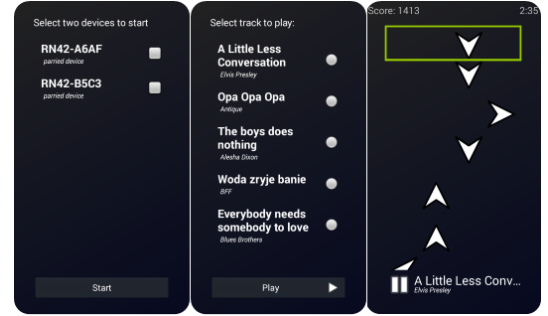 Select two devices to start
RN42-A6AF
parried device
RN42-B5C3
parried device
Start
Select track to play:
A Little Less
Conversation
Elvis Presley
Opa Opa Opa
Antique
The boys does
nothing
Alesha Dixon
Woda zryje banie
BFF
Everybody needs
somebody to love
Blues Brothers
Play
Score: 1413
2:35
A Little Less Conv...
Elvis Presley